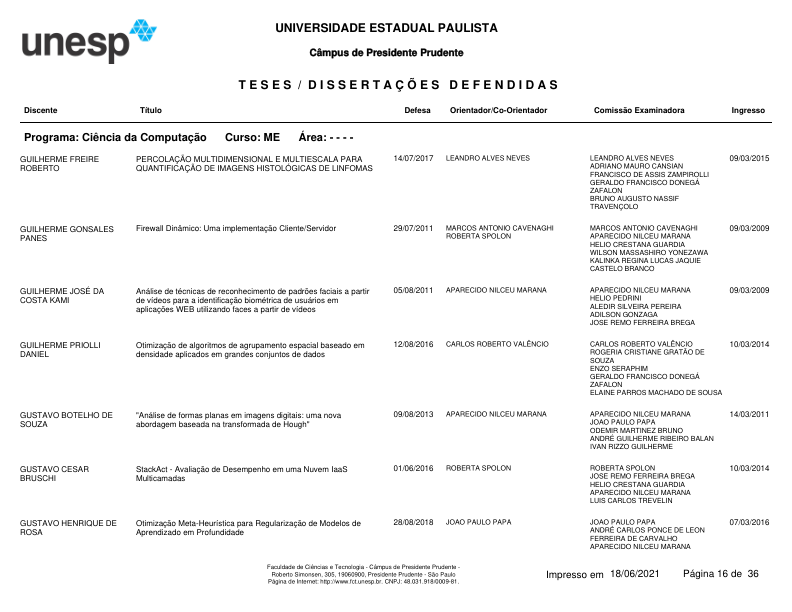 unesp
UNIVERSIDADE ESTADUAL PAULISTA
Câmpus de Presidente Prudente
TESES / DISSERTAÇÕES DEFENDIDAS
Discente Título Defesa Orientador/Co-Orientador Comissão Examinadora Ingresso
Programa: Ciência da Computação Curso: ME Área: - - - -
GUILHERME FREIRE PERCOLAÇÃO MULTIDIMENSIONAL E MULTIESCALA PARA 14/07/2017 LEANDRO ALVES NEVES LEANDRO ALVES NEVES 09/03/2015
ROBERTO QUANTIFICAÇÃO DE IMAGENS HISTOLÓGICAS DE LINFOMAS ADRIANO MAURO CANSIAN
FRANCISCO DE ASSIS ZAMPIROLLI
GERALDO FRANCISCO DONEGÁ
ZAFALON
BRUNO AUGUSTO NASSIF
TRAVENÇOLO
GUILHERME GONSALES Firewall Dinâmico: Uma implementação Cliente/Servidor 29/07/2011 MARCOS ANTONIO CAVENAGHI MARCOS ANTONIO CAVENAGHI 09/03/2009
PANES ROBERTA SPOLON APARECIDO NILCEU MARANA
HELIO CRESTANA GUARDIA
WILSON MASSASHIRO YONEZAWA
KALINKA REGINA LUCAS JAQUIE
CASTELO BRANCO
GUILHERME JOSÉ DA Análise de técnicas de reconhecimento de padrões faciais a partir 05/08/2011 APARECIDO NILCEU MARANA APARECIDO NILCEU MARANA 09/03/2009
COSTA KAMI de vídeos para a identificação biométrica de usuários em HELIO PEDRINI
aplicações WEB utilizando faces a partir de vídeos ALEDIR SILVEIRA PEREIRA
ADILSON GONZAGA
JOSE REMO FERREIRA BREGA
GUILHERME PRIOLLI Otimização de algoritmos de agrupamento espacial baseado em 12/08/2016 CARLOS ROBERTO VALÊNCIO CARLOS ROBERTO VALÊNCIO 10/03/2014
DANIEL densidade aplicados em grandes conjuntos de dados ROGERIA CRISTIANE GRATÃO DE
SOUZA
ENZO SERAPHIM
GERALDO FRANCISCO DONEGÁ
ZAFALON
ELAINE PARROS MACHADO DE SOUSA
GUSTAVO BOTELHO DE "Análise de formas planas em imagens digitais: uma nova 09/08/2013 APARECIDO NILCEU MARANA APARECIDO NILCEU MARANA 14/03/2011
SOUZA abordagem baseada na transformada de Hough" JOAO PAULO PAPA
ODEMIR MARTINEZ BRUNO
ANDRÉ GUILHERME RIBEIRO BALAN
IVAN RIZZO GUILHERME
GUSTAVO CESAR StackAct - Avaliação de Desempenho em uma Nuvem IaaS 01/06/2016 ROBERTA SPOLON ROBERTA SPOLON 10/03/2014
BRUSCHI Multicamadas JOSE REMO FERREIRA BREGA
HELIO CRESTANA GUARDIA
APARECIDO NILCEU MARANA
LUIS CARLOS TREVELIN
GUSTAVO HENRIQUE DE Otimização Meta-Heurística para Regularização de Modelos de 28/08/2018 JOAO PAULO PAPA JOAO PAULO PAPA 07/03/2016
ROSA Aprendizado em Profundidade ANDRÉ CARLOS PONCE DE LEON
FERREIRA DE CARVALHO
APARECIDO NILCEU MARANA
Faculdade de Ciências e Tecnologia - Câmpus de Presidente Prudente -
Roberto Simonsen, 305, 19060900, Presidente Prudente - São Paulo
Página de Internet: http://www.fct.unesp.br. CNPJ: 48.031.918/0009-81.
Impresso em 18/06/2021 Página 16 de 36